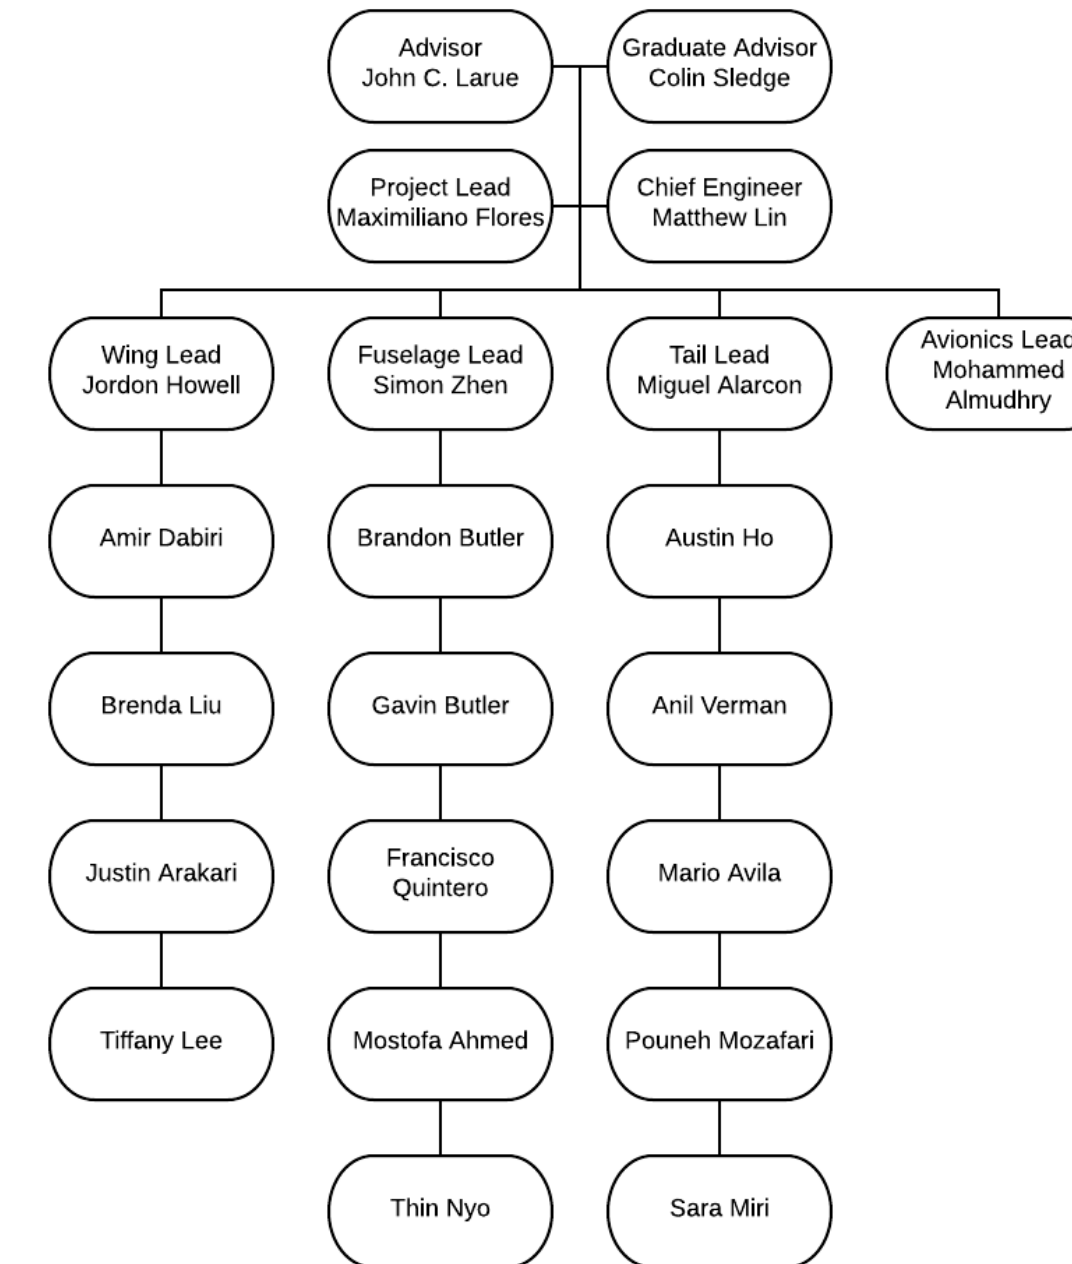 Advisor
John C. Larue
Graduate Advisor
Colin Sledge
Project Lead
Maximiliano Flores
Chief Engineer
Matthew Lin
Wing Lead
Jordon Howell
Fuselage Lead
Simon Zhen
Tail Lead
Miguel Alarcon
Avionics Lead
Mohammed
Almudhry
Amir Dabiri
Brandon Butler
Austin Ho
Brenda Liu
Gavin Butler
Anil Verman
Justin Arakari
Francisco
Quintero
Mario Avila
Tiffany Lee
Mostofa Ahmed
Pouneh Mozafari
Thin Nyo
Sara Miri